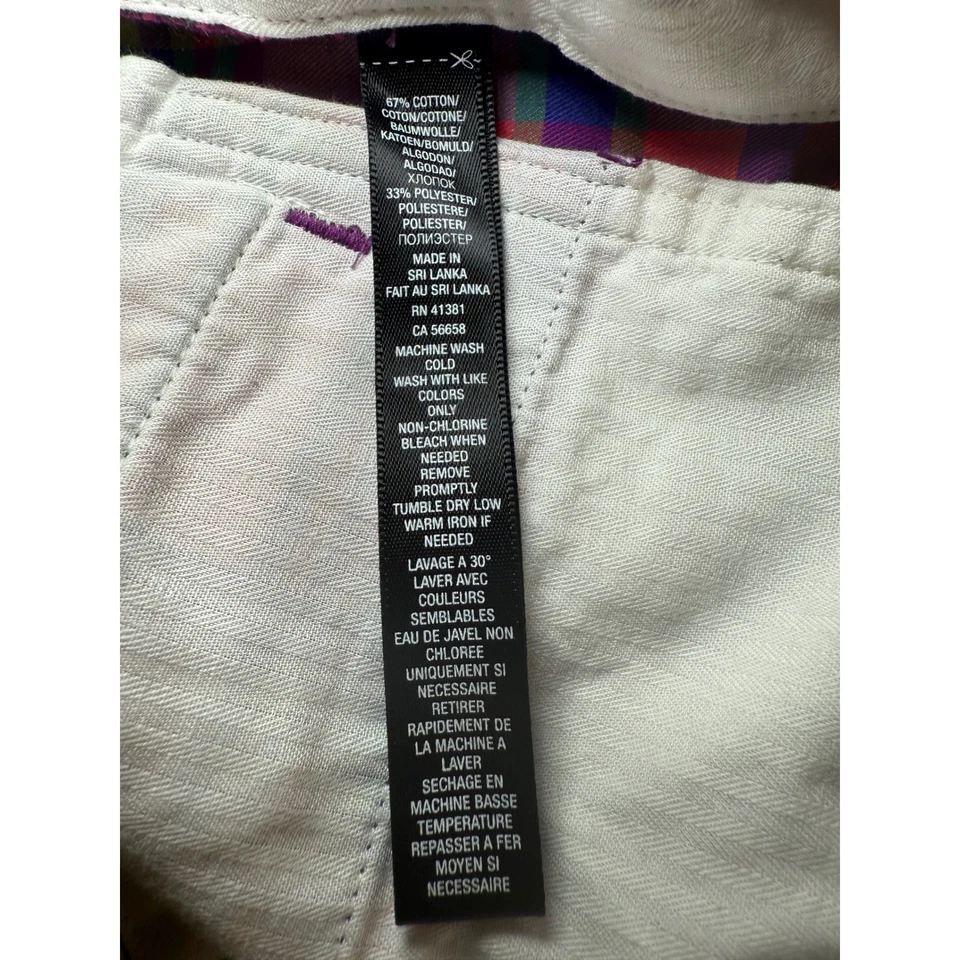 67% COTTON/
COTON/COTONE/
BAUMWOLLE/
KATOEN/BOMULD/
ALGODON/
ALGODAO/
ХЛОПОК
33% POLYESTER/
POLIESTERE/
POLIESTER/
ПОЛИЭСТЕР
MADE IN
SRI LANKA
FAIT AU SRI LANKA
RN 41381
CA 56658
MACHINE WASH
COLD
WASH WITH LIKE
COLORS
ONLY
NON-CHLORINE
BLEACH WHEN
NEEDED
REMOVE
PROMPTLY
TUMBLE DRY LOW
WARM IRON IF
NEEDED
LAVAGE A 30°
LAVER AVEC
COULEURS
SEMBLABLES
EAU DE JAVEL NON
CHLOREE
UNIQUEMENT SI
NECESSAIRE
RETIRER
RAPIDEMENT DE
LA MACHINE A
LAVER
SECHAGE EN
MACHINE BASSE
TEMPERATURE
REPASSER A FER
MOYEN SI
NECESSAIRE